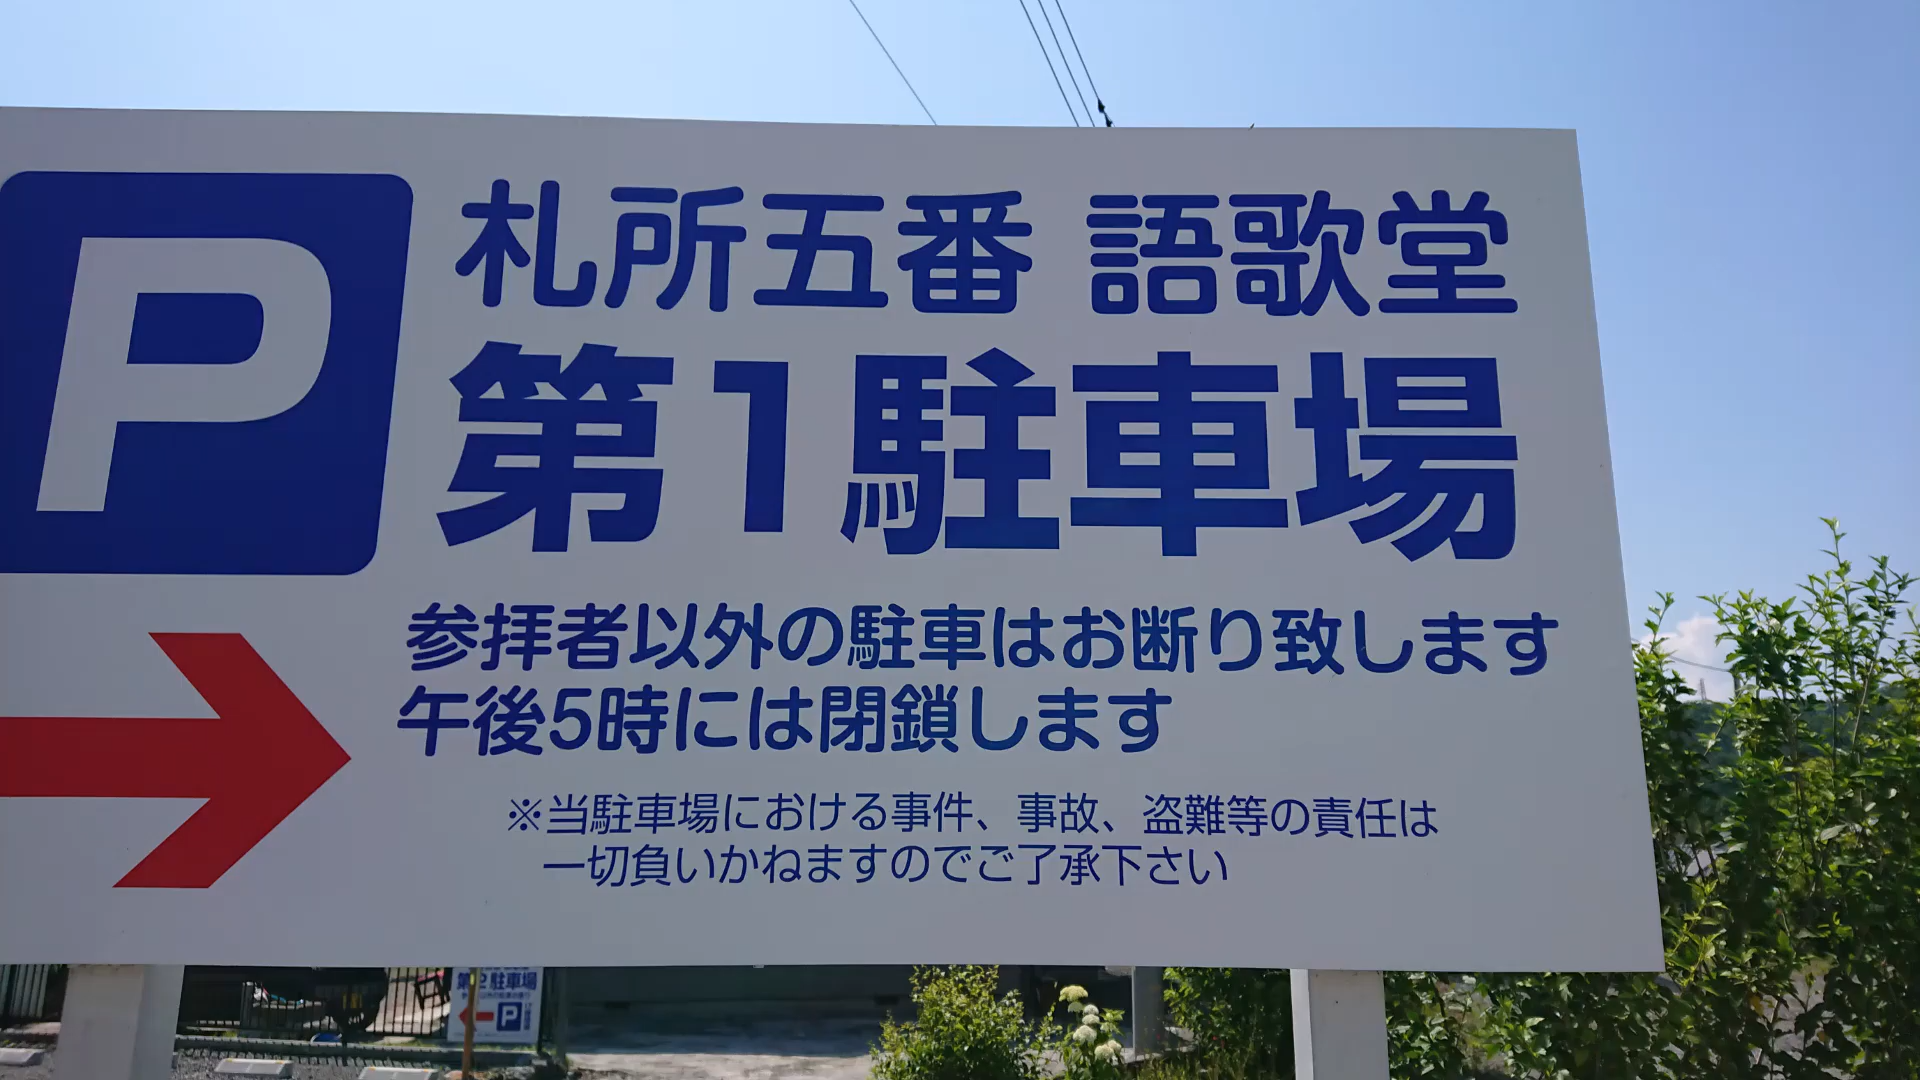 P
札所五番 語歌堂
第1駐車場
参拝者以外の駐車はお断り致します
午後5時には閉鎖します
※当駐車場における事件、事故、盗難等の責任は
一切負いかねますのでご了承下さい
第2駐車場
P